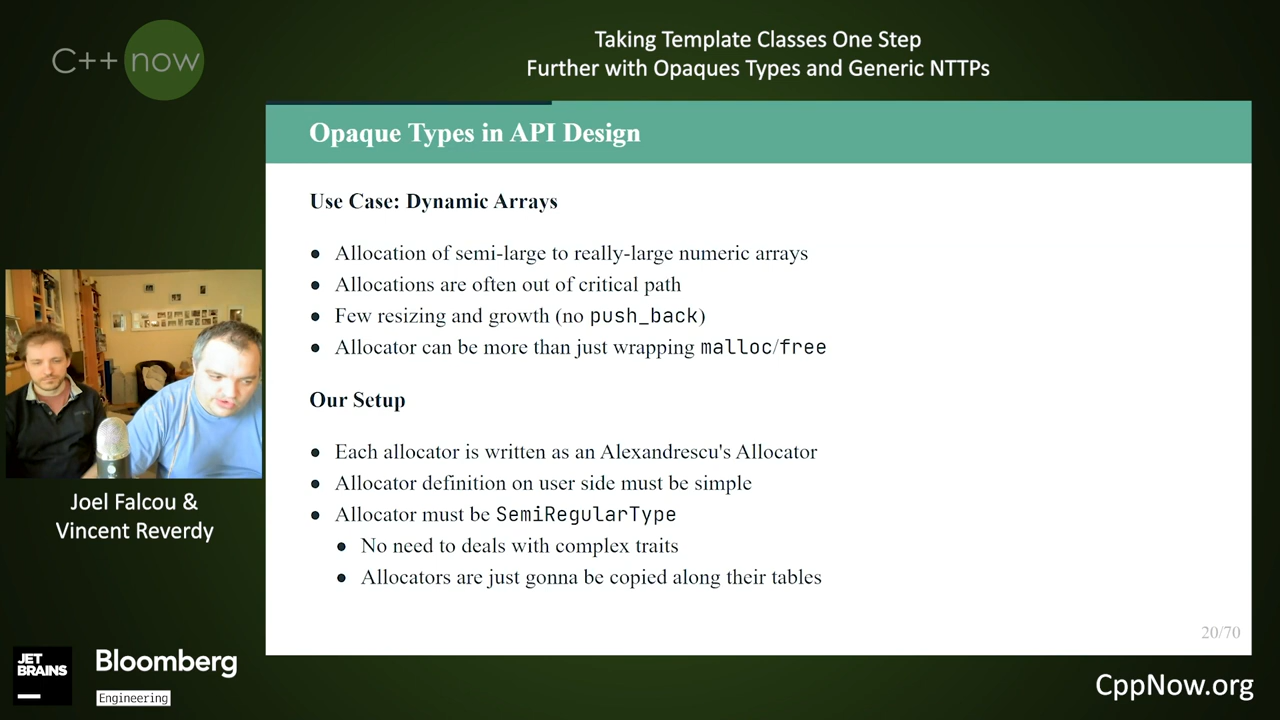 C++ now
Taking Template Classes One Step
Further with Opaques Types and Generic NTTPs
Opaque Types in API Design
Use Case: Dynamic Arrays
Allocation of semi-large to really-large numeric arrays
Allocations are often out of critical path
Few resizing and growth (no push_back)
Allocator can be more than just wrapping malloc/free
Our Setup
Each allocator is written as an Alexandrescu's Allocator
Allocator definition on user side must be simple
Allocator must be SemiRegularType
No need to deals with complex traits
Allocators are just gonna be copied along their tables
20/70
Joel Falcou &
Vincent Reverdy
JET
BRAINS
Bloomberg
Engineering
CppNow.org